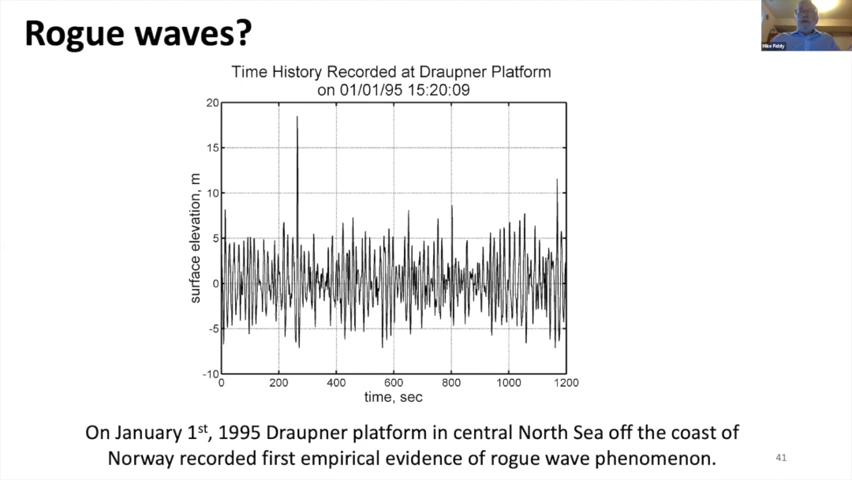 Rogue waves?
Time History Recorded at Draupner Platform
on 01/01/95 15:20:09
20
15
10
5
0
-5
-10
surface elevation, m
0
200
400
600
800
1000
1200
time, sec
On January 1st, 1995 Draupner platform in central North Sea off the coast of
Norway recorded first empirical evidence of rogue wave phenomenon.
41